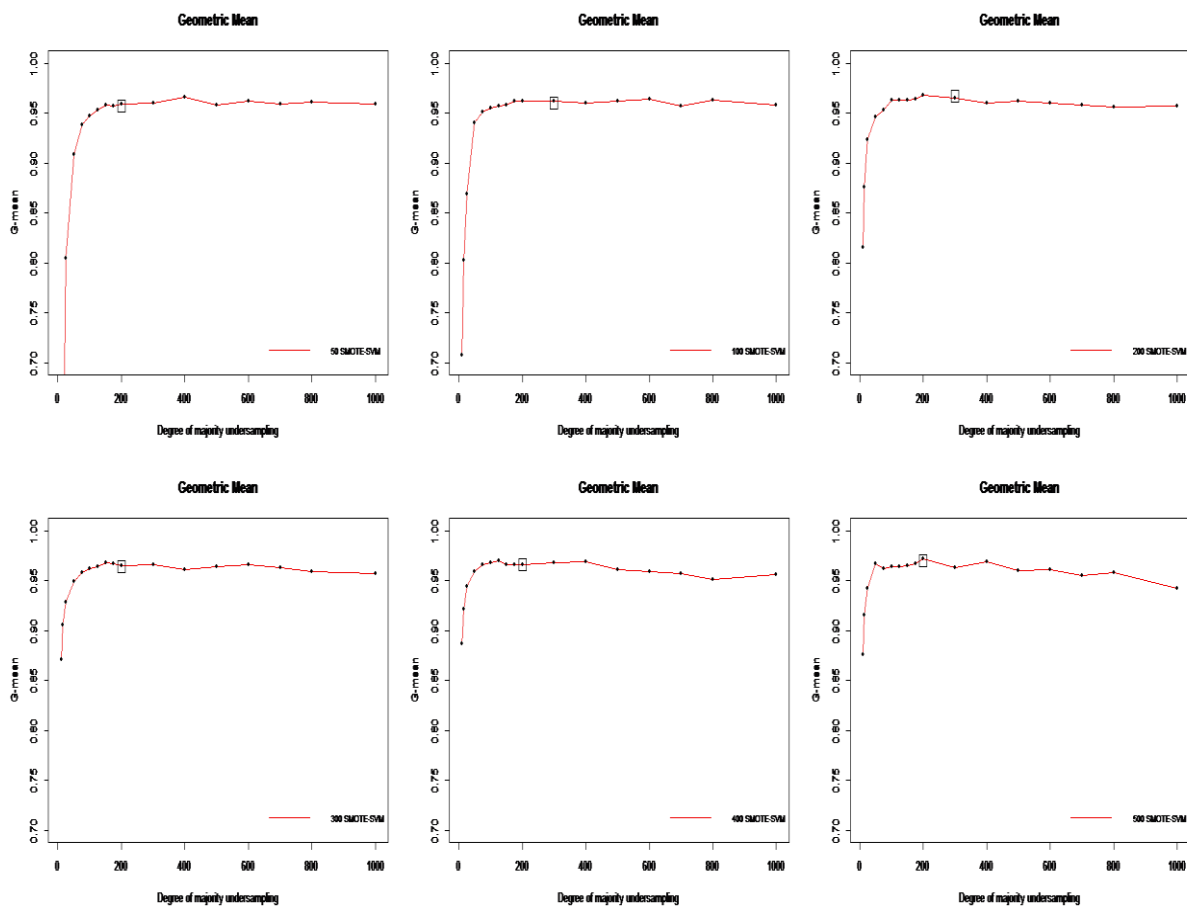 Geometric Mean
G-mean
1.00
0.95
0.90
0.85
0.80
0.75
0.70
50 SMOTE-SVM
0 200 400 600 800 1000
Degree of majority undersampling
Geometric Mean
G-mean
1.00
0.95
0.90
0.85
0.80
0.75
0.70
100 SMOTE-SVM
0 200 400 600 800 1000
Degree of majority undersampling
Geometric Mean
G-mean
1.00
0.95
0.90
0.85
0.80
0.75
0.70
200 SMOTE-SVM
0 200 400 600 800 1000
Degree of majority undersampling
Geometric Mean
G-mean
1.00
0.95
0.90
0.85
0.80
0.75
0.70
300 SMOTE-SVM
0 200 400 600 800 1000
Degree of majority undersampling
Geometric Mean
G-mean
1.00
0.95
0.90
0.85
0.80
0.75
0.70
400 SMOTE-SVM
0 200 400 600 800 1000
Degree of majority undersampling
Geometric Mean
G-mean
1.00
0.95
0.90
0.85
0.80
0.75
0.70
500 SMOTE-SVM
0 200 400 600 800 1000
Degree of majority undersampling